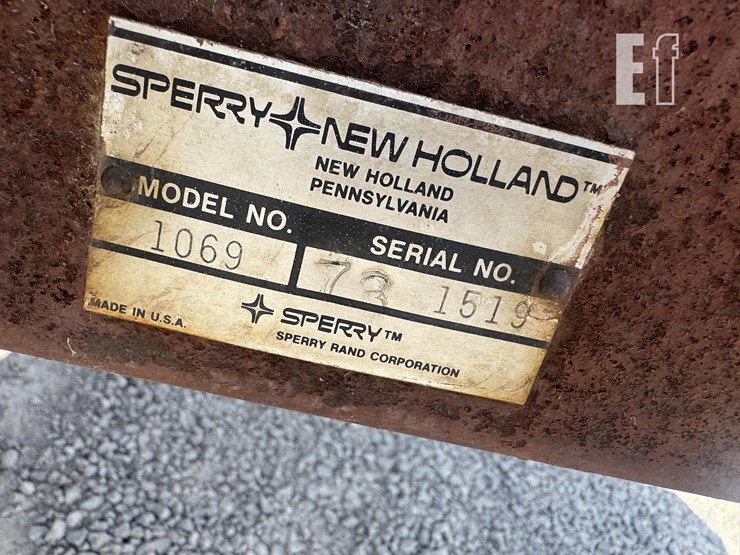 Ef
SPERRY NEW HOLLAND™
NEW HOLLAND
PENNSYLVANIA
MODEL NO. SERIAL NO.
1069 73 1519
MADE IN U.S.A. SPERRY™
SPERRY RAND CORPORATION